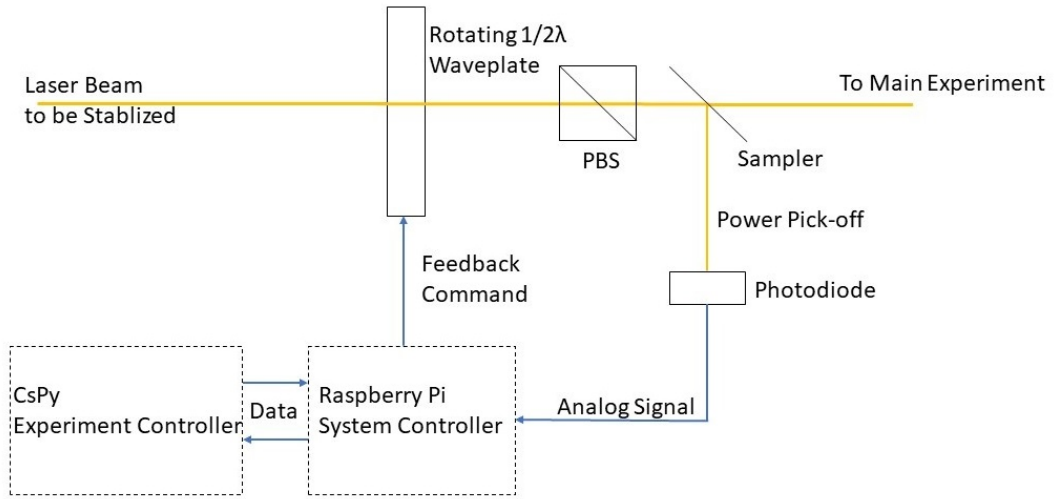 Rotating 1/2λ
Waveplate
Laser Beam
to be Stablized
To Main Experiment
PBS
Sampler
Power Pick-off
Feedback
Command
Photodiode
CsPy
Experiment Controller
Data
Raspberry Pi
System Controller
Analog Signal